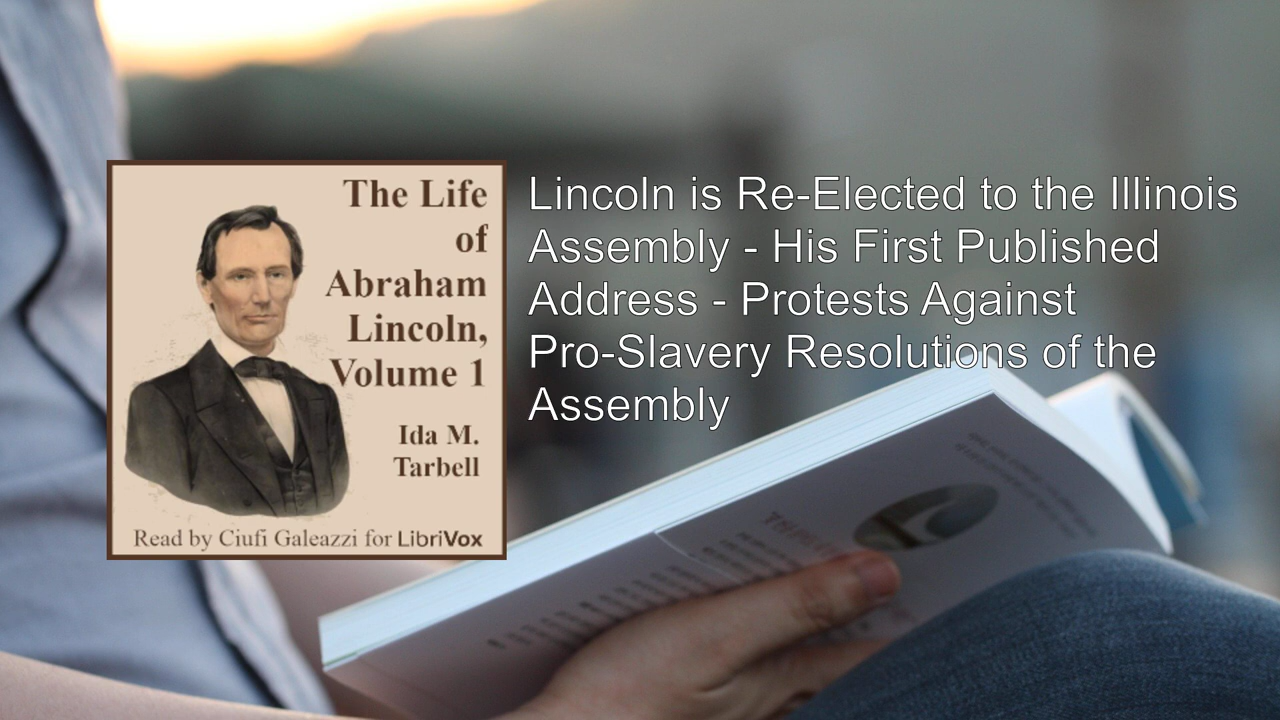 The Life
of
Abraham
Lincoln,
Volume 1
Ida M.
Tarbell
Read by Ciufi Galeazzi for LibriVox
Lincoln is Re-Elected to the Illinois
Assembly - His First Published
Address - Protests Against
Pro-Slavery Resolutions of the
Assembly